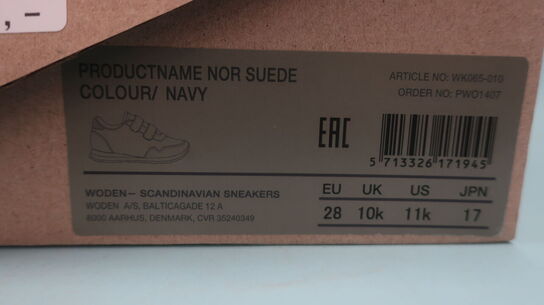 , –
PRODUCTNAME NOR SUEDE
COLOUR/ NAVY
ARTICLE NO: WK065-010
ORDER NO: PWO1407
EAC
5 713326 171945
WODEN– SCANDINAVIAN SNEAKERS
WODEN A/S, BALTICAGADE 12 A
8000 AARHUS, DENMARK, CVR 35240349
EU UK US JPN
28 10k 11k 17